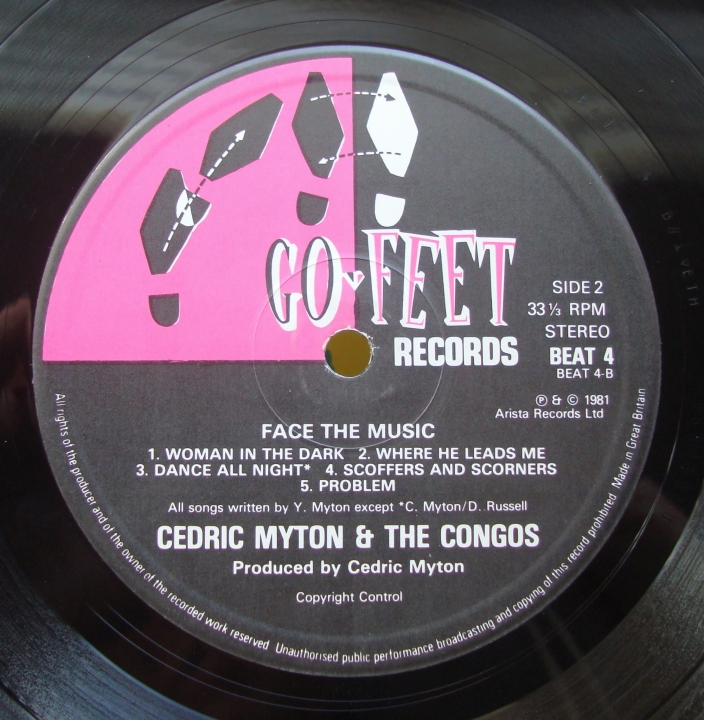 GO FEET
RECORDS
SIDE 2
33⅓ RPM
STEREO
BEAT 4
BEAT 4-B
℗ & © 1981
Arista Records Ltd
FACE THE MUSIC
1. WOMAN IN THE DARK 2. WHERE HE LEADS ME
3. DANCE ALL NIGHT* 4. SCOFFERS AND SCORNERS
5. PROBLEM
All songs written by Y. Myton except *C. Myton/D. Russell
CEDRIC MYTON & THE CONGOS
Produced by Cedric Myton
Copyright Control
All rights of the producer and of the owner of the recorded work reserved Unauthorised public performance broadcasting and copying of this record prohibited Made in Great Britain